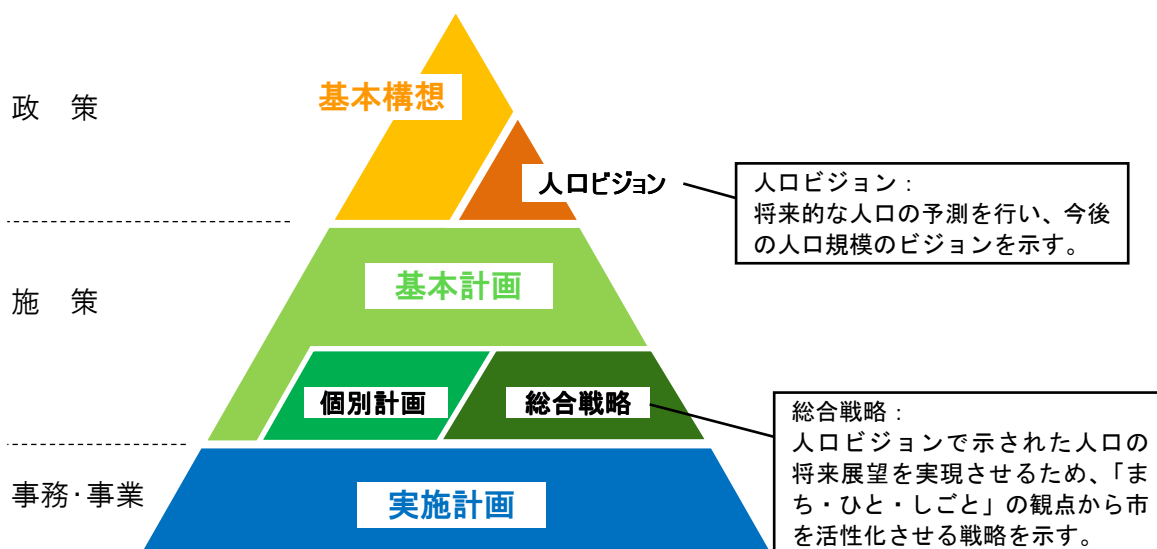 基本構想
政　策
人口ビジョン
人口ビジョン：
将来的な人口の予測を行い、今後
の人口規模のビジョンを示す。
基本計画
施　策
個別計画
総合戦略
総合戦略：
人口ビジョンで示された人口の
将来展望を実現させるため、「ま
ち・ひと・しごと」の観点から市
を活性化させる戦略を示す。
事務・事業
実施計画